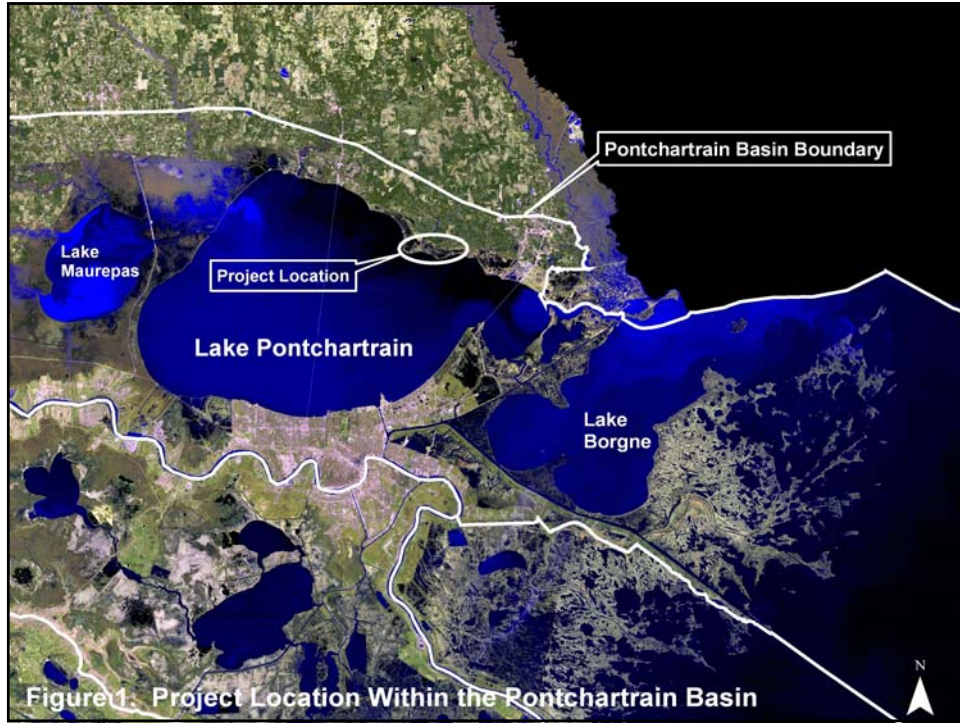 Pontchartrain Basin Boundary
Lake
Maurepas
Project Location
Lake Pontchartrain
Lake
Borgne
N
Figure 1. Project Location Within the Pontchartrain Basin